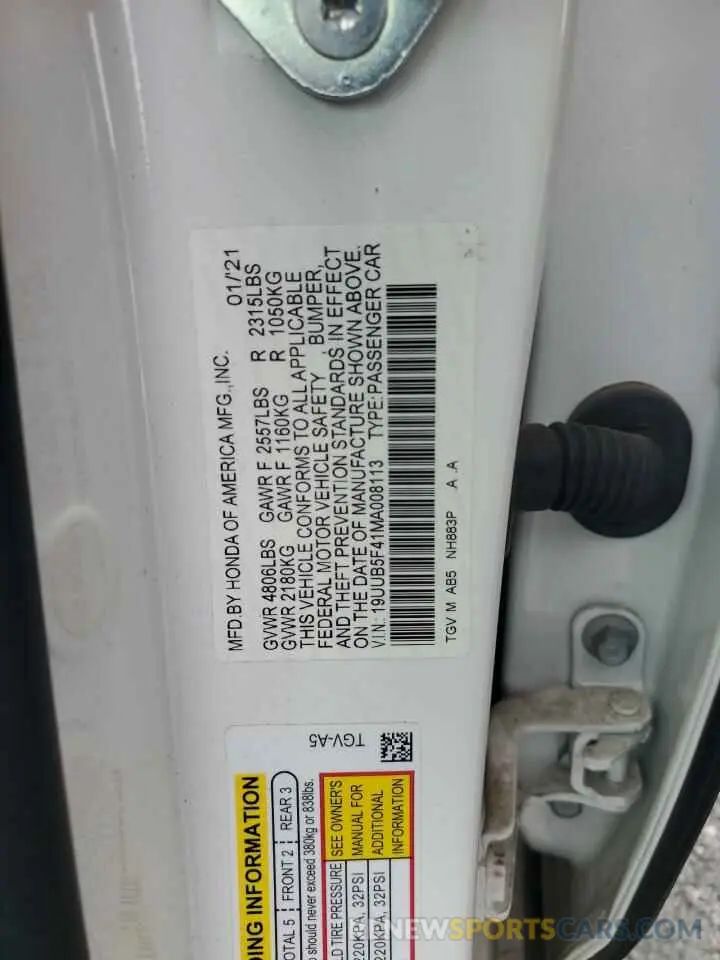 MFD.BY HONDA OF AMERICA MFG.,INC. 01/'21
GVWR 4806LBS GAWR F 2557LBS R 2315LBS
GVWR 2180KG GAWR F 1160KG R 1050KG
THIS VEHICLE CONFORMS TO ALL APPLICABLE
FEDERAL MOTOR VEHICLE SAFETY, BUMPER,
AND THEFT PREVENTION STANDARDS IN EFFECT
ON THE DATE OF MANUFACTURE SHOWN ABOVE.
V.I.N.: 19UUB5F41MA008113 TYPE:PASSENGER CAR
TGV M AB5 NH883P A .A
TGV-A5
DING INFORMATION
OTAL 5 FRONT 2 REAR 3
should never exceed 380kg or 838lbs.
LD TIRE PRESSURE SEE OWNER'S
220KPA, 32PSI MANUAL FOR
220KPA, 32PSI ADDITIONAL
INFORMATION
NEWSPORTSCAR.COM